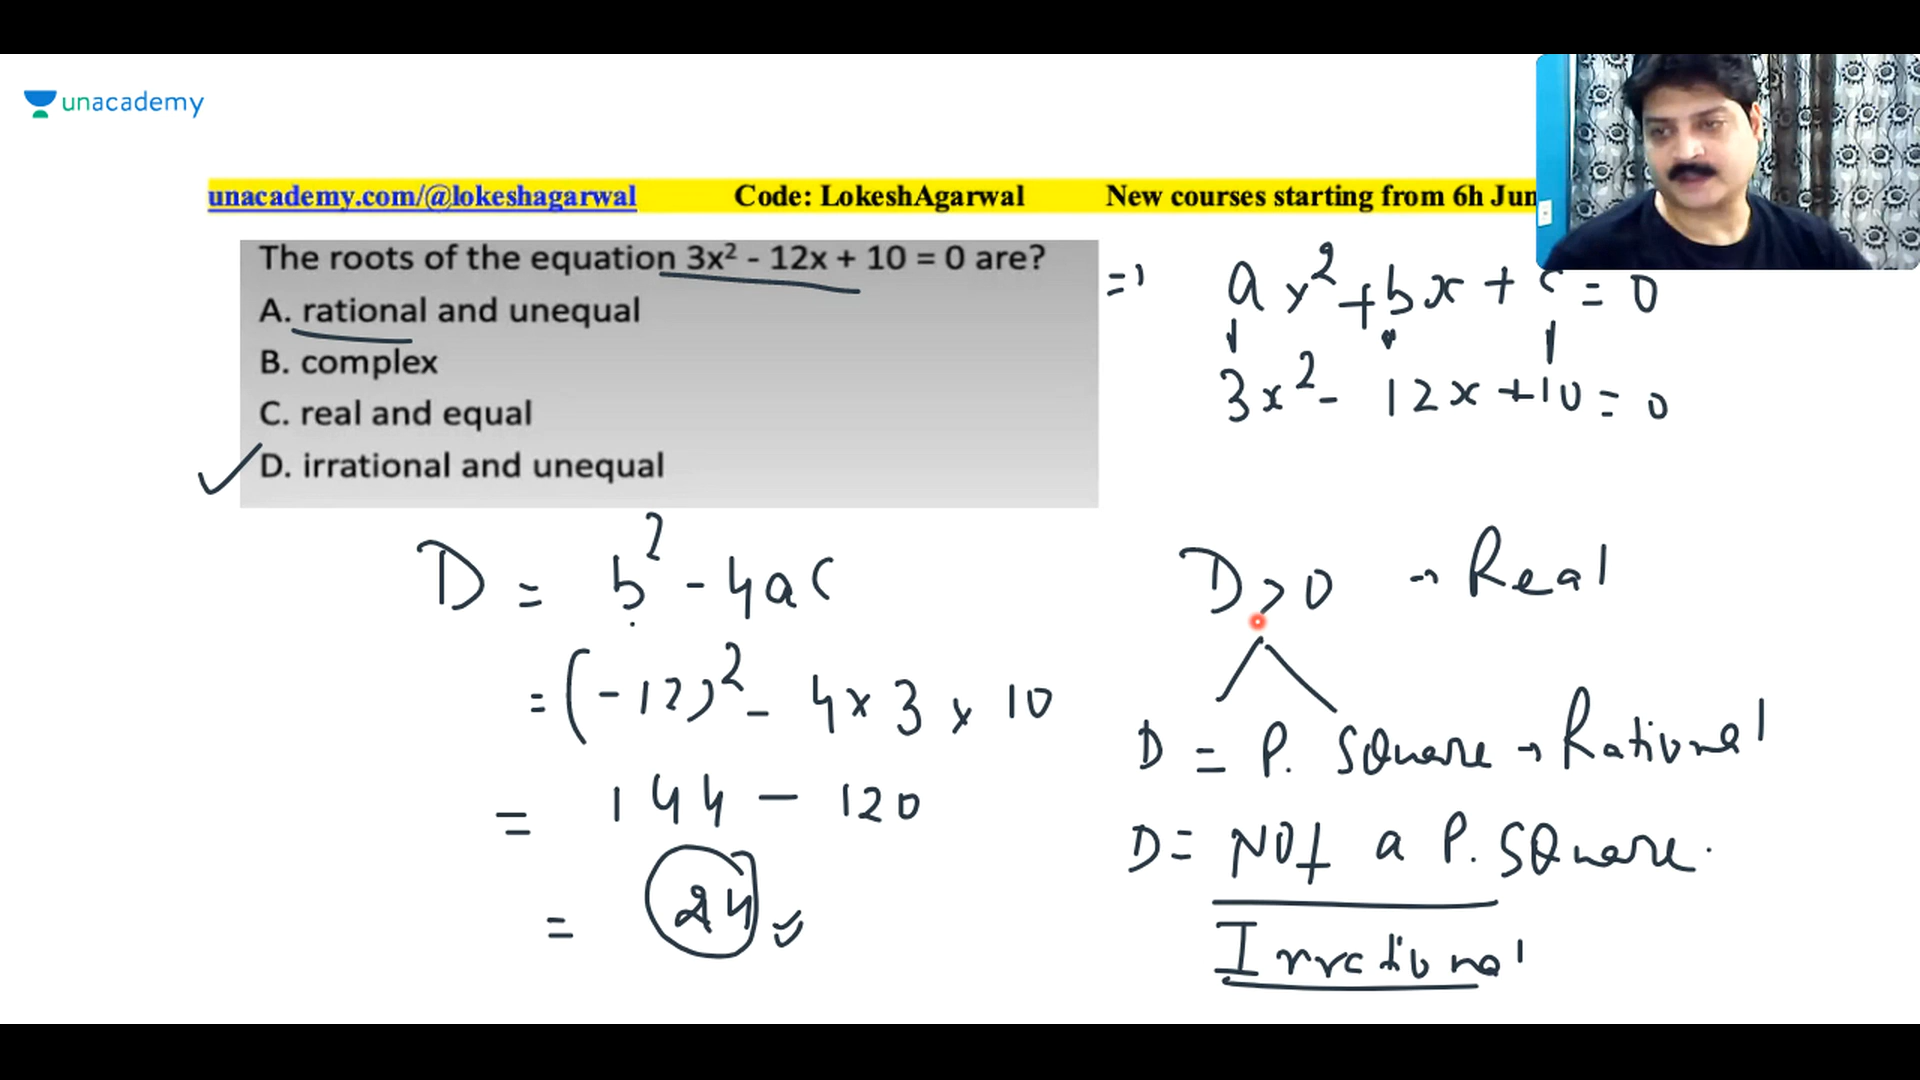 unacademy
unacademy.com/@lokeshagarwal Code: LokeshAgarwal New courses starting from 6h Jun
The roots of the equation 3x² - 12x + 10 = 0 are?
A. rational and unequal
B. complex
C. real and equal
D. irrational and unequal
=> ax² + bx + c = 0
3x² - 12x + 10 = 0
D = b² - 4ac
= (-12)² - 4 x 3 x 10
= 144 - 120
= 24
D > 0 → Real
D = P. Square → Rational
D = Not a P. Square.
Irrational